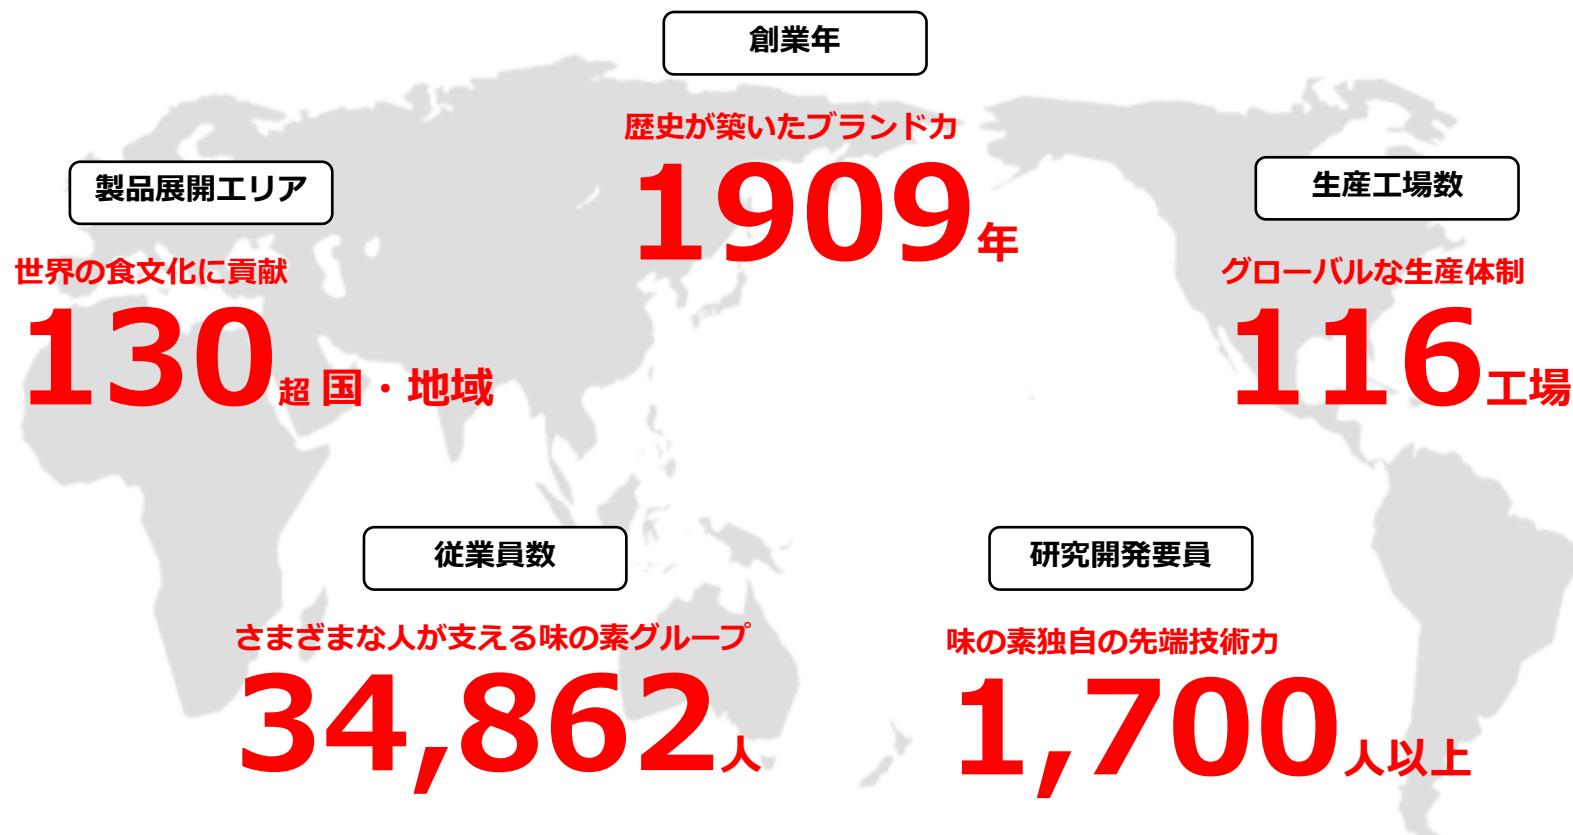 創業年
歴史が築いたブランド力
1909年
製品展開エリア
世界の食文化に貢献
130超 国・地域
生産工場数
グローバルな生産体制
116工場
従業員数
さまざまな人が支える味の素グループ
34,862人
研究開発要員
味の素独自の先端技術力
1,700人以上